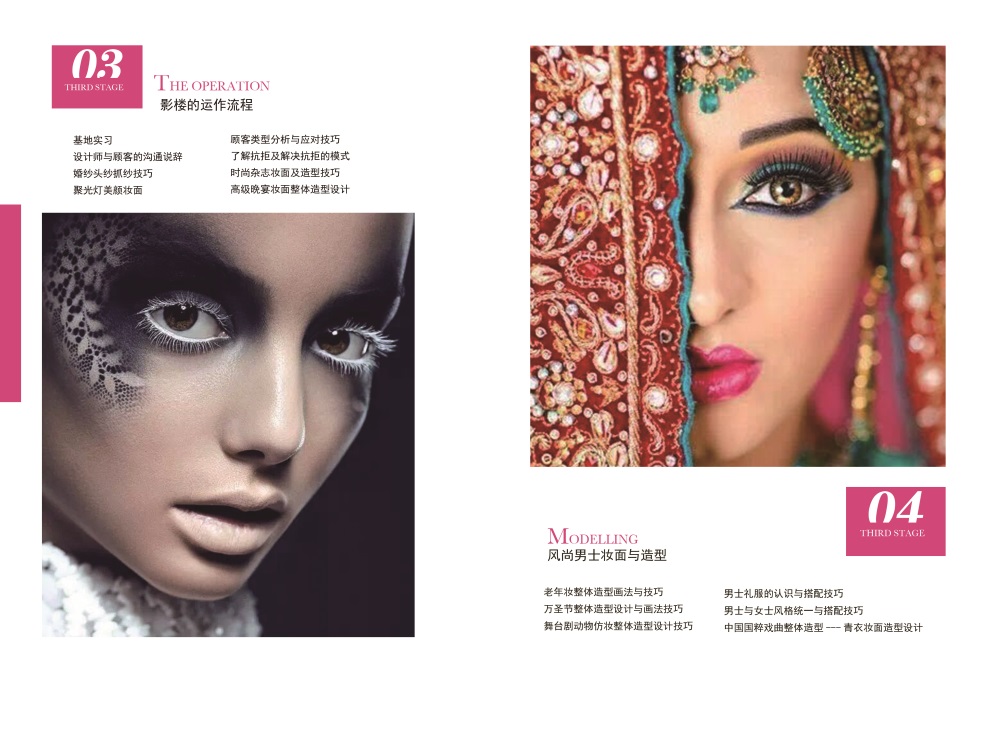 03
THIRD STAGE
THE OPERATION
影楼的运作流程
基地实习
设计师与顾客的沟通说辞
婚纱头纱抓纱技巧
聚光灯美颜妆面
顾客类型分析与应对技巧
了解抗拒及解决抗拒的模式
时尚杂志妆面及造型技巧
高级晚宴妆面整体造型设计
04
THIRD STAGE
MODELLING
风尚男士妆面与造型
老年妆整体造型画法与技巧
万圣节整体造型设计与画法技巧
舞台剧动物仿妆整体造型设计技巧
男士礼服的认识与搭配技巧
男士与女士风格统一与搭配技巧
中国国粹戏曲整体造型 --- 青衣妆面造型设计